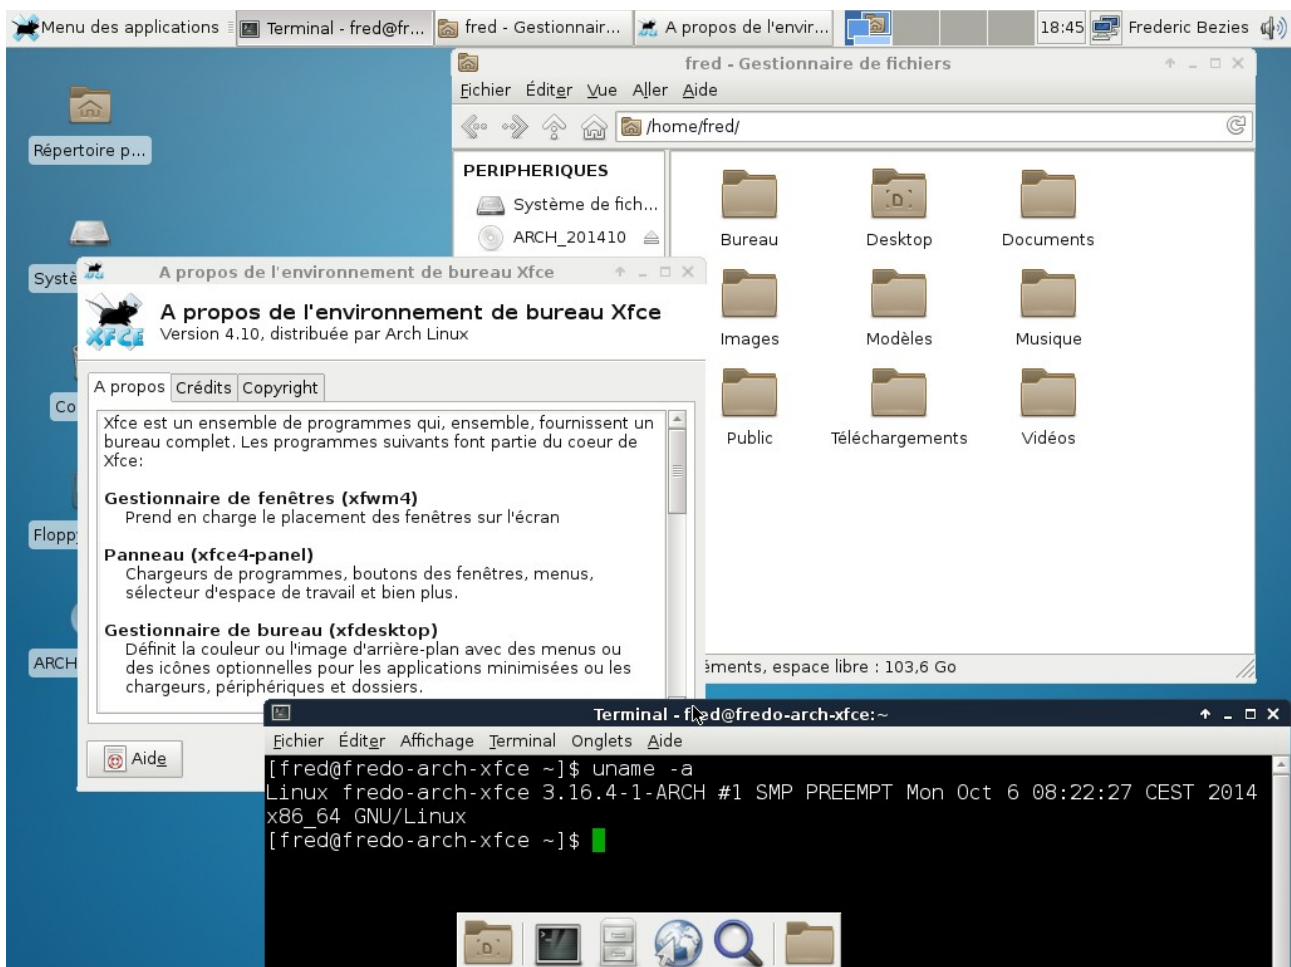 Menu des applications
Terminal - fred@fr...
fred - Gestionnair...
A propos de l'envir...
18:45
Frederic Bezies
Répertoire p...
fred - Gestionnaire de fichiers
Fichier Éditer Vue Aller Aide
/home/fred/
PERIPHERIQUES
Système de fich...
ARCH_201410
Bureau
Desktop
Documents
Images
Modèles
Musique
Public
Téléchargements
Vidéos
espace libre : 103,6 Go
Systè
Co
Flopp
ARCH
A propos de l'environnement de bureau Xfce
XFCE
A propos de l'environnement de bureau Xfce
Version 4.10, distribuée par Arch Linux
A propos Crédits Copyright
Xfce est un ensemble de programmes qui, ensemble, fournissent un
bureau complet. Les programmes suivants font partie du coeur de
Xfce:
Gestionnaire de fenêtres (xfwm4)
Prend en charge le placement des fenêtres sur l'écran
Panneau (xfce4-panel)
Chargeurs de programmes, boutons des fenêtres, menus,
sélecteur d'espace de travail et bien plus.
Gestionnaire de bureau (xfdesktop)
Définit la couleur ou l'image d'arrière-plan avec des menus ou
des icônes optionnelles pour les applications minimisées ou les
chargeurs, périphériques et dossiers.
Aide
Terminal - fred@fredo-arch-xfce:~
Fichier Éditer Affichage Terminal Onglets Aide
[fred@fredo-arch-xfce ~]$ uname -a
Linux fredo-arch-xfce 3.16.4-1-ARCH #1 SMP PREEMPT Mon Oct 6 08:22:27 CEST 2014
x86_64 GNU/Linux
[fred@fredo-arch-xfce ~]$